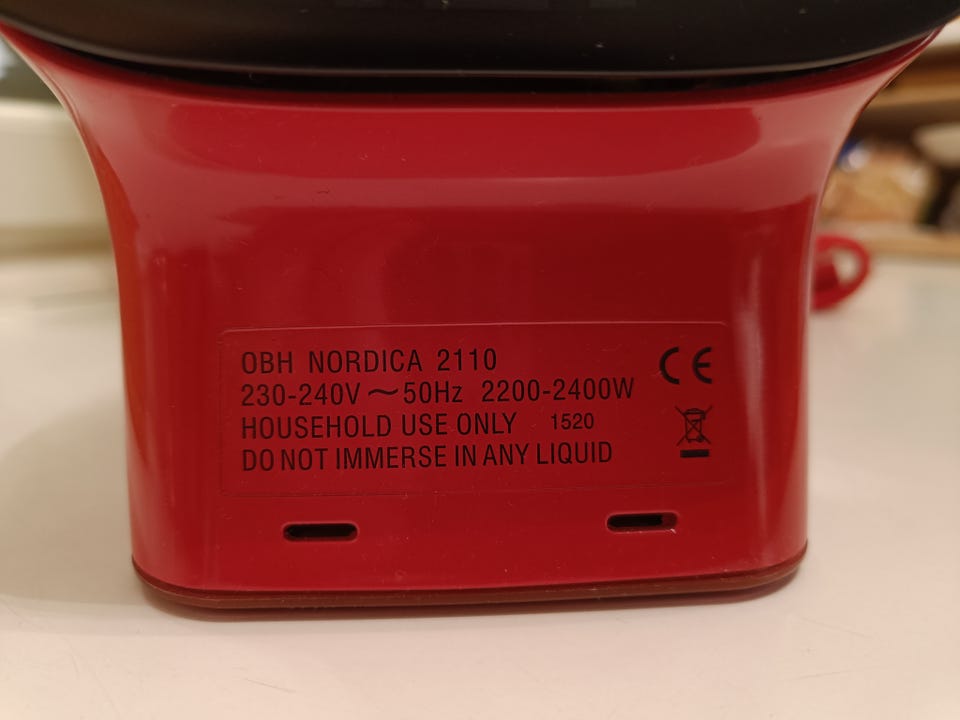 OBH NORDICA 2110
230-240V ~ 50Hz 2200-2400W
HOUSEHOLD USE ONLY 1520
DO NOT IMMERSE IN ANY LIQUID
CE